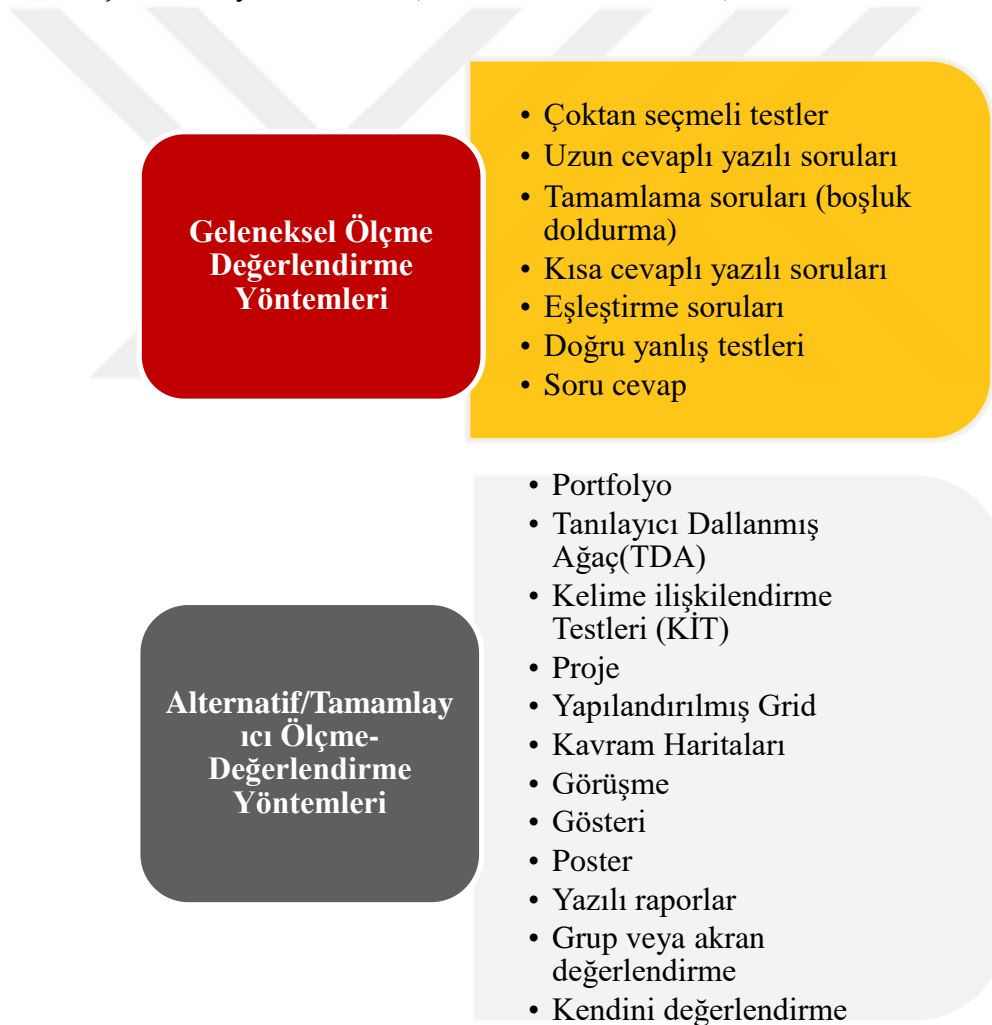 Geleneksel Ölçme
Değerlendirme
Yöntemleri
• Çoktan seçmeli testler
• Uzun cevaplı yazılı soruları
• Tamamlama soruları (boşluk
doldurma)
• Kısa cevaplı yazılı soruları
• Eşleştirme soruları
• Doğru yanlış testleri
• Soru cevap
Alternatif/Tamamlay
ıcı Ölçme-
Değerlendirme
Yöntemleri
• Portfolyo
• Tanılayıcı Dallanmış
Ağaç(TDA)
• Kelime ilişkilendirme
Testleri (KİT)
• Proje
• Yapılandırılmış Grid
• Kavram Haritaları
• Görüşme
• Gösteri
• Poster
• Yazılı raporlar
• Grup veya akran
değerlendirme
• Kendini değerlendirme